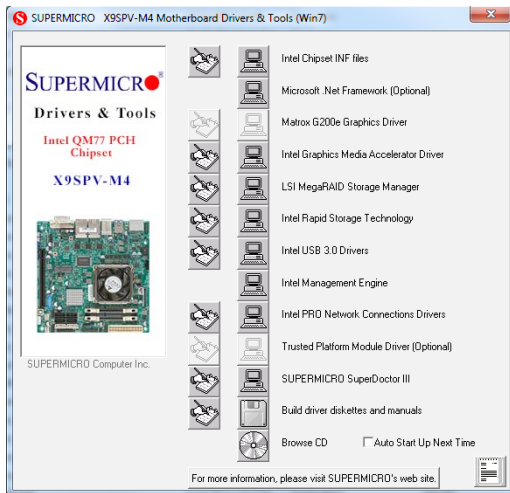 SUPERMICRO X9SPV-M4 Motherboard Drivers & Tools (Win7)
SUPERMICRO
Drivers & Tools
Intel QM77 PCH
Chipset
X9SPV-M4
SUPERMICRO Computer Inc.
Intel Chipset INF files
Microsoft .Net Framework (Optional)
Matrox G200e Graphics Driver
Intel Graphics Media Accelerator Driver
LSI MegaRAID Storage Manager
Intel Rapid Storage Technology
Intel USB 3.0 Drivers
Intel Management Engine
Intel PRO Network Connections Drivers
Trusted Platform Module Driver (Optional)
SUPERMICRO SuperDoctor III
Build driver diskettes and manuals
Browse CD Auto Start Up Next Time
For more information, please visit SUPERMICRO's web site.